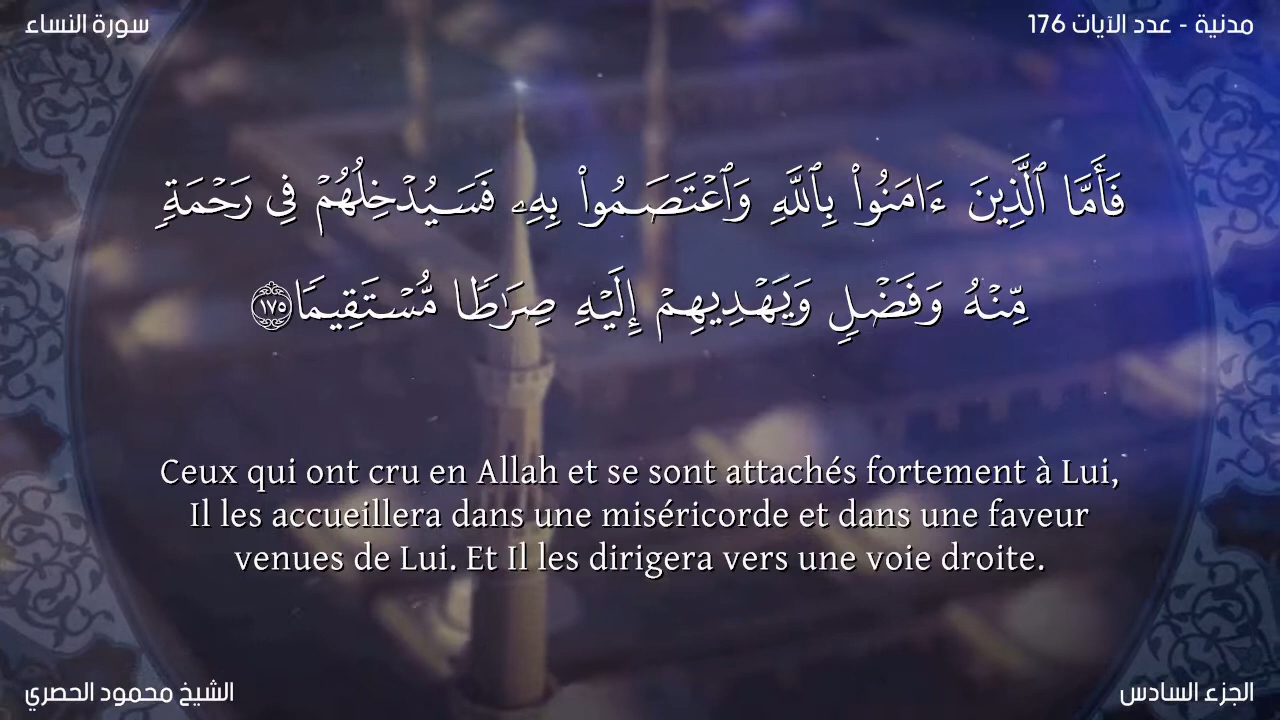 مدنية - عدد الآيات 176
سورة النساء
فَأَمَّا ٱلَّذِينَ ءَامَنُوا۟ بِٱللَّهِ وَٱعْتَصَمُوا۟ بِهِۦ فَسَيُدْخِلُهُمْ فِى رَحْمَةٍۢ
مِّنْهُ وَفَضْلٍۢ وَيَهْدِيهِمْ إِلَيْهِ صِرَٰطًۭا مُّسْتَقِيمًۭا ١٧٥
Ceux qui ont cru en Allah et se sont attachés fortement à Lui,
Il les accueillera dans une miséricorde et dans une faveur
venues de Lui. Et Il les dirigera vers une voie droite.
الجزء السادس
الشيخ محمود الحصري